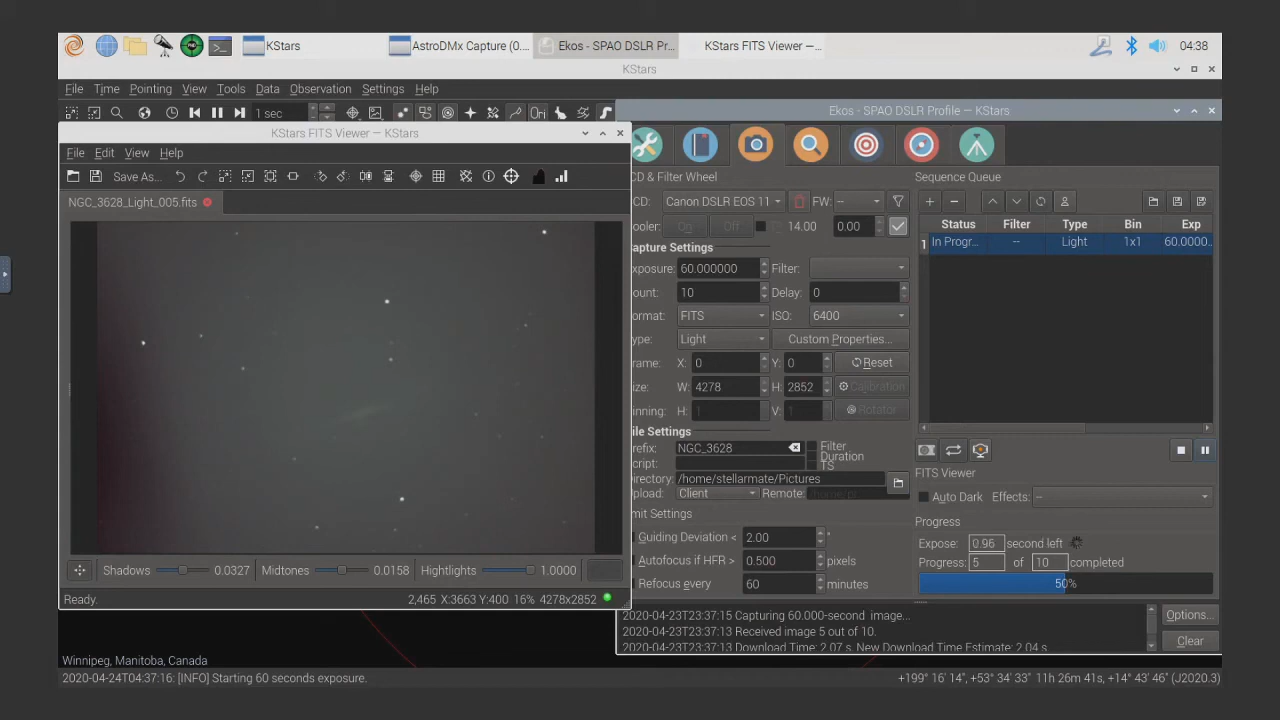 KStars
AstroDMx Capture (0....
Ekos - SPAO DSLR Pr...
KStars FITS Viewer —...
04:38
KStars
File Time Pointing View Tools Data Observation Settings Help
1 sec
Ori
Ekos - SPAO DSLR Profile — KStars
KStars FITS Viewer — KStars
File Edit View Help
Save As...
NGC_3628_Light_005.fits
Shadows 0.0327 Midtones 0.0158 Hightlights 1.0000
Ready.
2,465 X:3663 Y:400 16% 4278x2852
CD & Filter Wheel
CD: Canon DSLR EOS 11 FW: --
ooler: On Off 14.00 0.00
Capture Settings
xposure: 60.000000 Filter:
ount: 10 Delay: 0
ormat: FITS ISO: 6400
ype: Light Custom Properties...
rame: X: 0 Y: 0 Reset
ize: W: 4278 H: 2852 Calibration
inning: H: 1 V: 1 Rotator
ile Settings
refix: NGC_3628 Filter
Duration
cript: TS
irectory: /home/stellarmate/Pictures
pload: Client Remote:
mit Settings
Guiding Deviation < 2.00 "
Autofocus if HFR > 0.500 pixels
Refocus every 60 minutes
Sequence Queue
Status Filter Type Bin Exp
1 In Progr... -- Light 1x1 60.0000..
FITS Viewer
Auto Dark Effects: --
Progress
Expose: 0.96 second left
Progress: 5 of 10 completed
50%
2020-04-23T23:37:15 Capturing 60.000-second image...
2020-04-23T23:37:13 Received image 5 out of 10.
2020-04-23T23:37:13 Download Time: 2.07 s, New Download Time Estimate: 2.04 s.
Options...
Clear
Winnipeg, Manitoba, Canada
2020-04-24T04:37:16: [INFO] Starting 60 seconds exposure.
+199° 16' 14", +53° 34' 33" 11h 26m 41s, +14° 43' 46" (J2020.3)